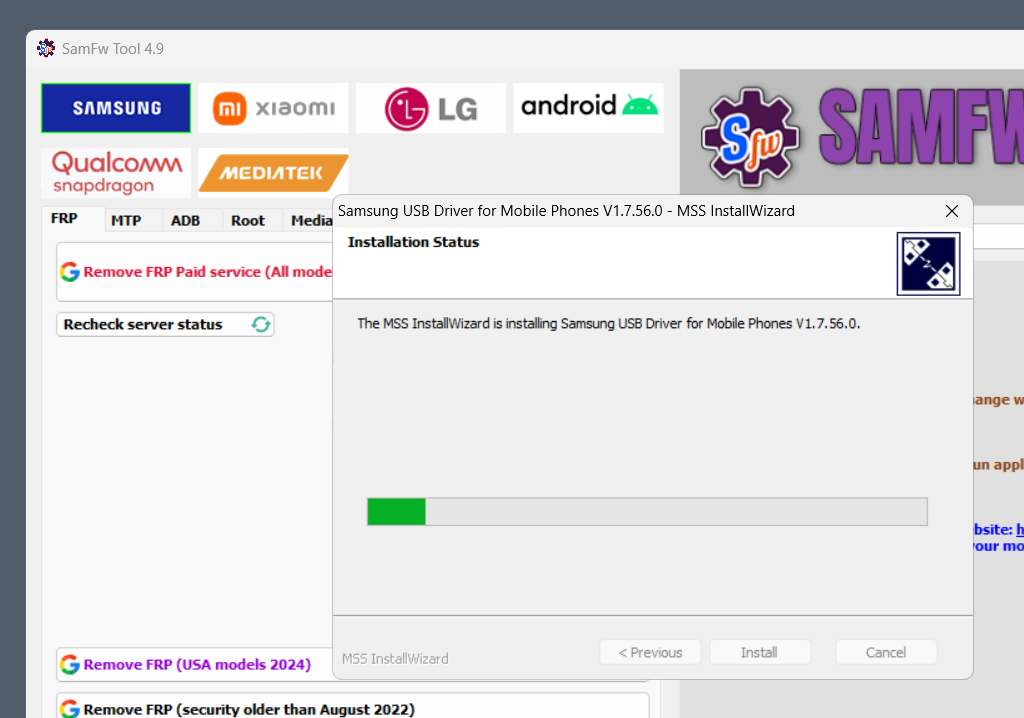 SamFw Tool 4.9
SAMSUNG
mi xiaomi
LG
android
Qualcomm
snapdragon
MEDIATEK
Sfw
SAMFW
FRP MTP ADB Root Media
Remove FRP Paid service (All mode
Recheck server status
Samsung USB Driver for Mobile Phones V1.7.56.0 - MSS InstallWizard
Installation Status
The MSS InstallWizard is installing Samsung USB Driver for Mobile Phones V1.7.56.0.
ange w
un appl
bsite: h
your mo
MSS InstallWizard
< Previous Install Cancel
Remove FRP (USA models 2024)
Remove FRP (security older than August 2022)